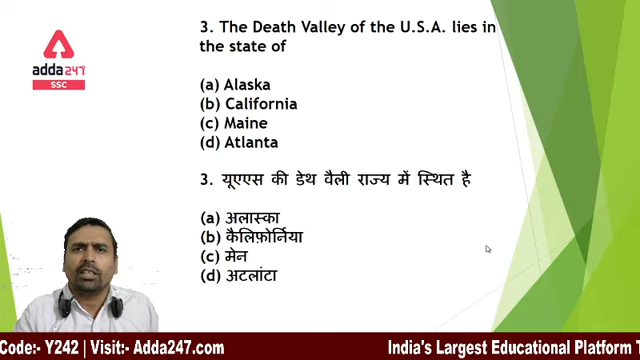 3. The Death Valley of the U.S.A. lies in
the state of
adda247
SSC
(a) Alaska
(b) California
(c) Maine
(d) Atlanta
3. यूएएस की डेथ वैली राज्य में स्थित है
(a) अलास्का
(b) कैलिफ़ोर्निया
(c) मेन
(d) अटलांटा
Code:- Y242 | Visit:- Adda247.com
India's Largest Educational Platform T